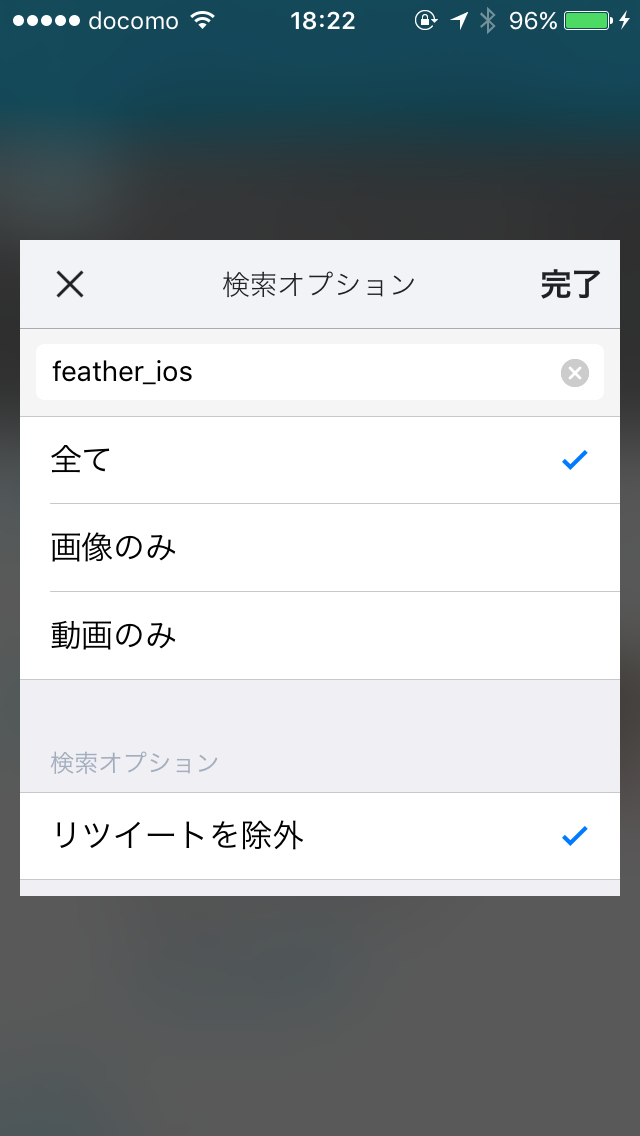 docomo 18:22 96%
検索オプション 完了
feather_ios
全て
画像のみ
動画のみ
検索オプション
リツイートを除外